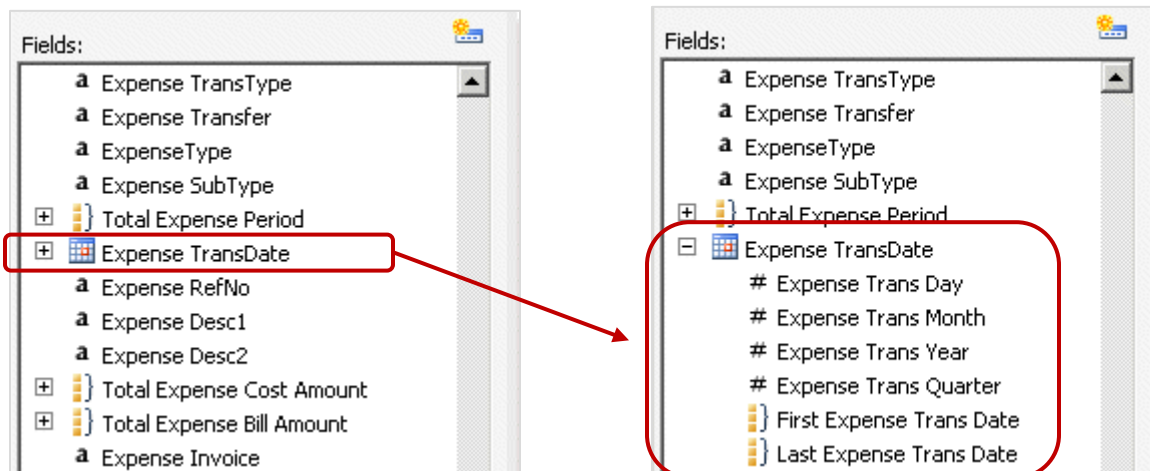 Fields:
a Expense TransType
a Expense Transfer
a ExpenseType
a Expense SubType
Total Expense Period
Expense TransDate
a Expense RefNo
a Expense Desc1
a Expense Desc2
Total Expense Cost Amount
Total Expense Bill Amount
a Expense Invoice
Fields:
a Expense TransType
a Expense Transfer
a ExpenseType
a Expense SubType
Total Expense Period
Expense TransDate
# Expense Trans Day
# Expense Trans Month
# Expense Trans Year
# Expense Trans Quarter
First Expense Trans Date
Last Expense Trans Date